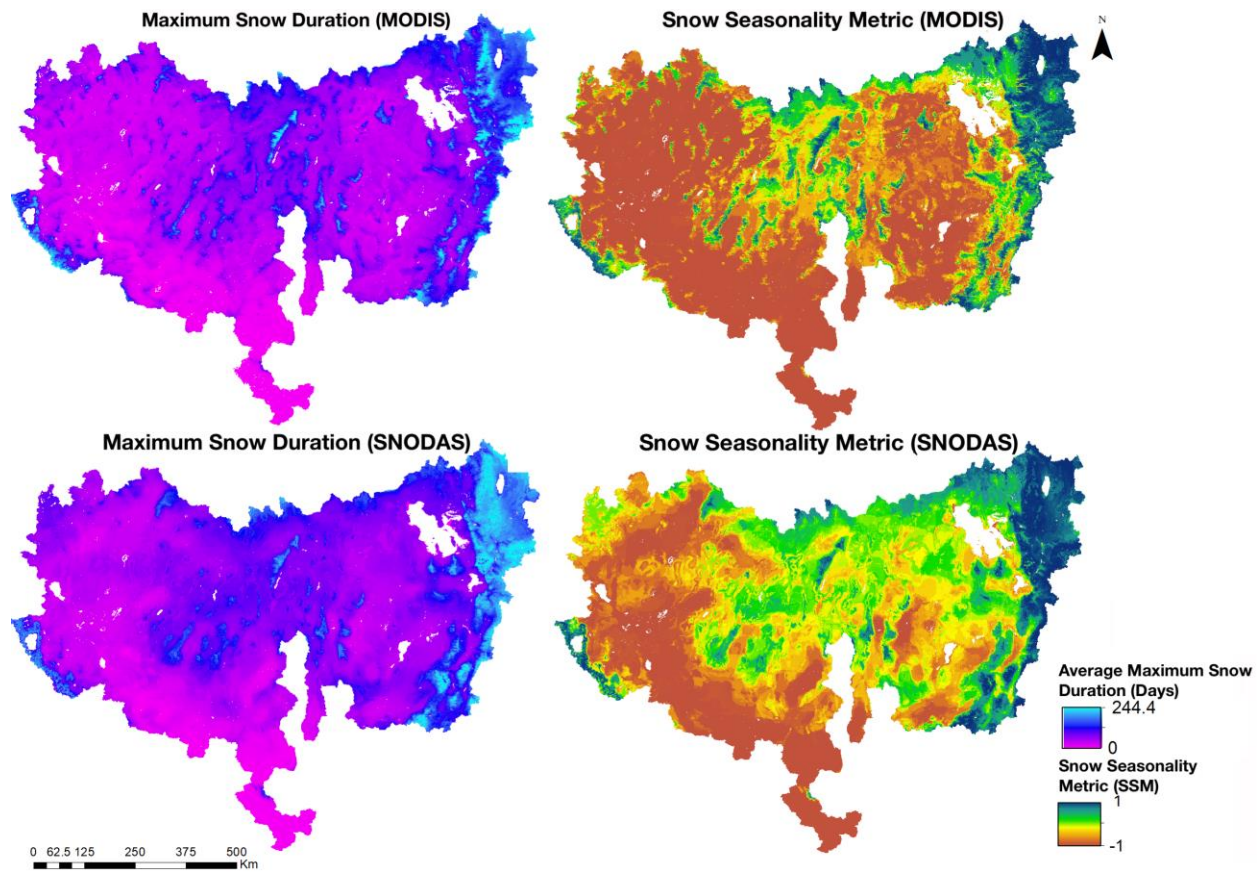 Maximum Snow Duration (MODIS)
Snow Seasonality Metric (MODIS)
N
Maximum Snow Duration (SNODAS)
Snow Seasonality Metric (SNODAS)
Average Maximum Snow
Duration (Days)
244.4
0
Snow Seasonality
Metric (SSM)
1
-1
0 62.5 125 250 375 500
Km